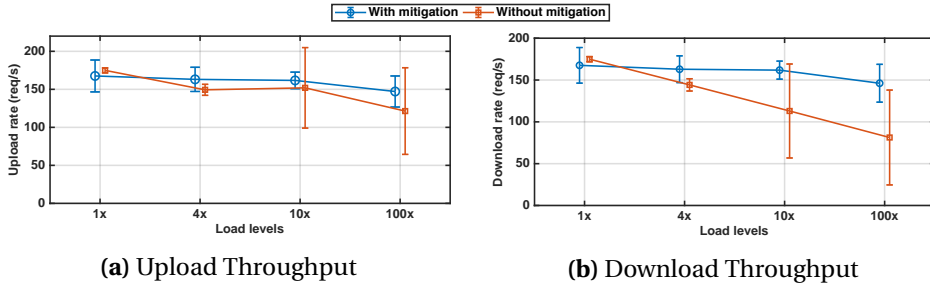 With mitigation Without mitigation
Upload rate (req/s)
200
150
100
50
0
1x 4x 10x 100x
Load levels
(a) Upload Throughput
Download rate (req/s)
200
150
100
50
0
1x 4x 10x 100x
Load levels
(b) Download Throughput